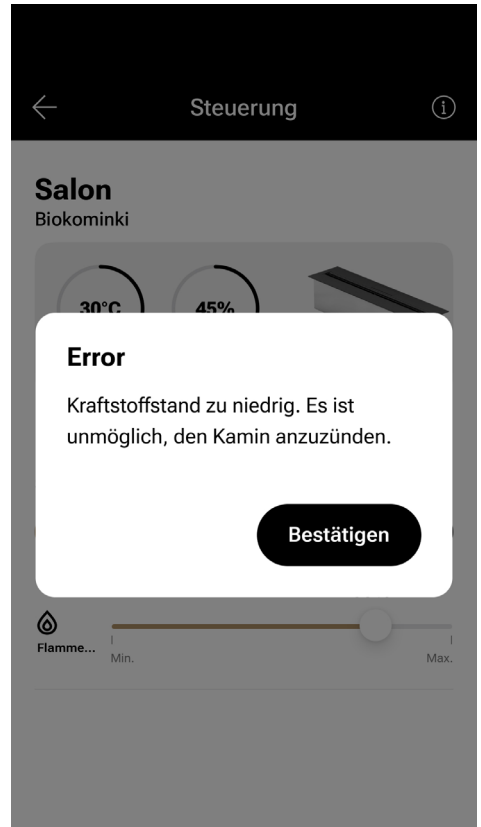 Steuerung
Salon
Biokominki
30°C 45%
Error
Kraftstoffstand zu niedrig. Es ist
unmöglich, den Kamin anzuzünden.
Bestätigen
Flamme...
Min. Max.